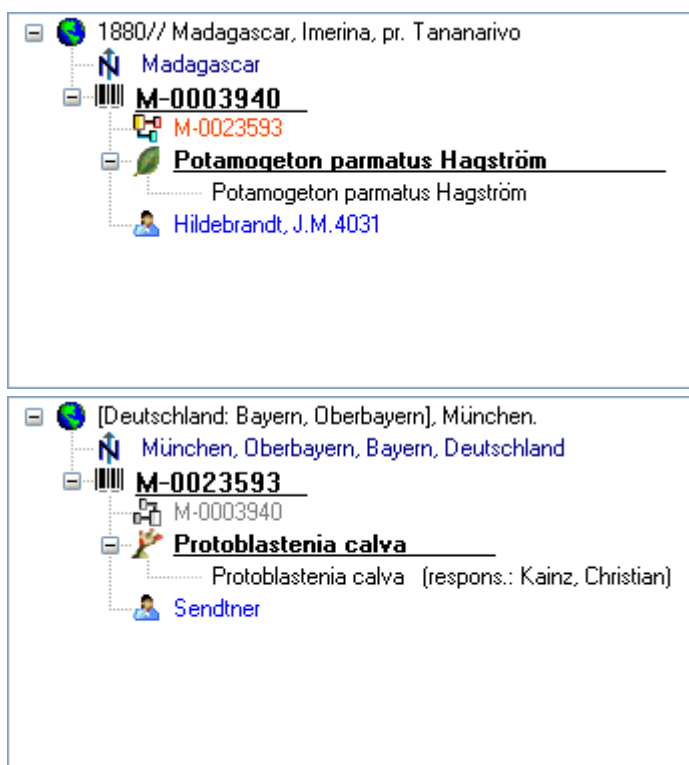 1880// Madagascar, Imerina, pr. Tananarivo
Madagascar
M-0003940
M-0023593
Potamogeton parmatus Hagström
Potamogeton parmatus Hagström
Hildebrandt, J.M.4031
[Deutschland: Bayern, Oberbayern], München.
München, Oberbayern, Bayern, Deutschland
M-0023593
M-0003940
Protoblastenia calva
Protoblastenia calva (respons.: Kainz, Christian)
Sendtner